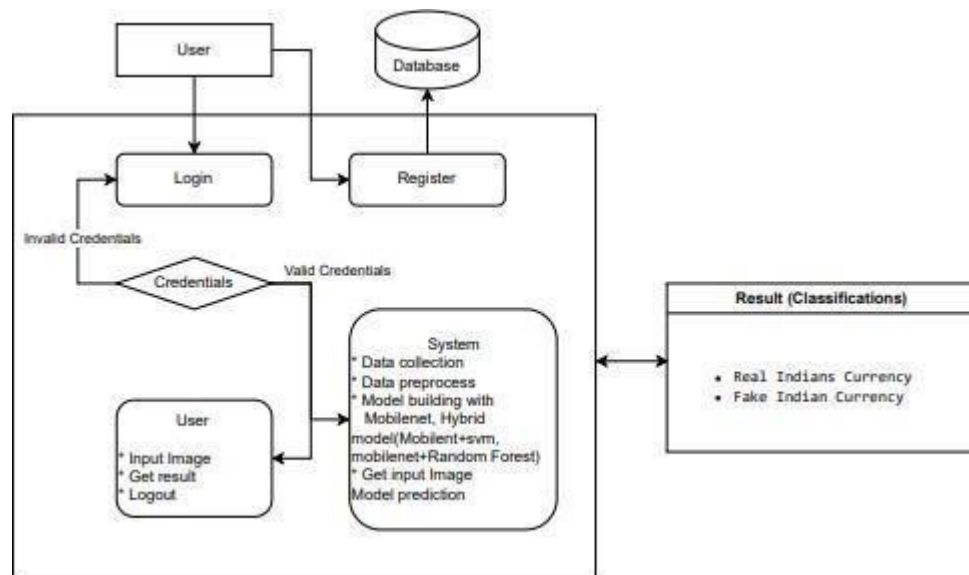 User
Database
Login
Register
Invalid Credentials
Credentials
Valid Credentials
System
* Data collection
* Data preprocess
* Model building with
Mobilenet, Hybrid
model(Mobilent+svm,
mobilenet+Random Forest)
* Get input Image
Model prediction
User
* Input Image
* Get result
* Logout
Result (Classifications)
• Real Indians Currency
• Fake Indian Currency